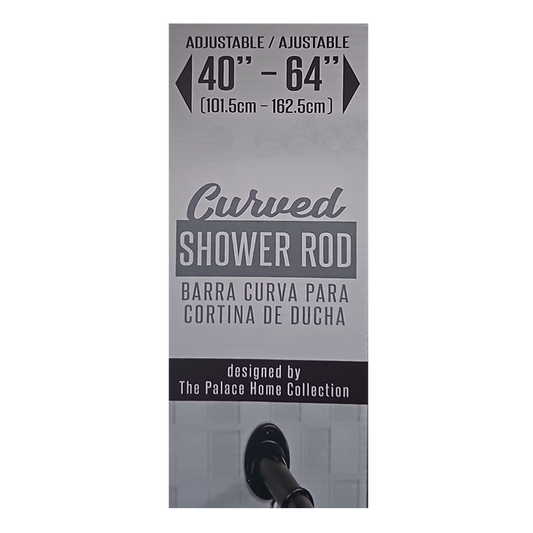 ADJUSTABLE / AJUSTABLE
40’’ – 64’’
(101.5cm – 162.5cm)
Curved
SHOWER ROD
BARRA CURVA PARA
CORTINA DE DUCHA
designed by
The Palace Home Collection